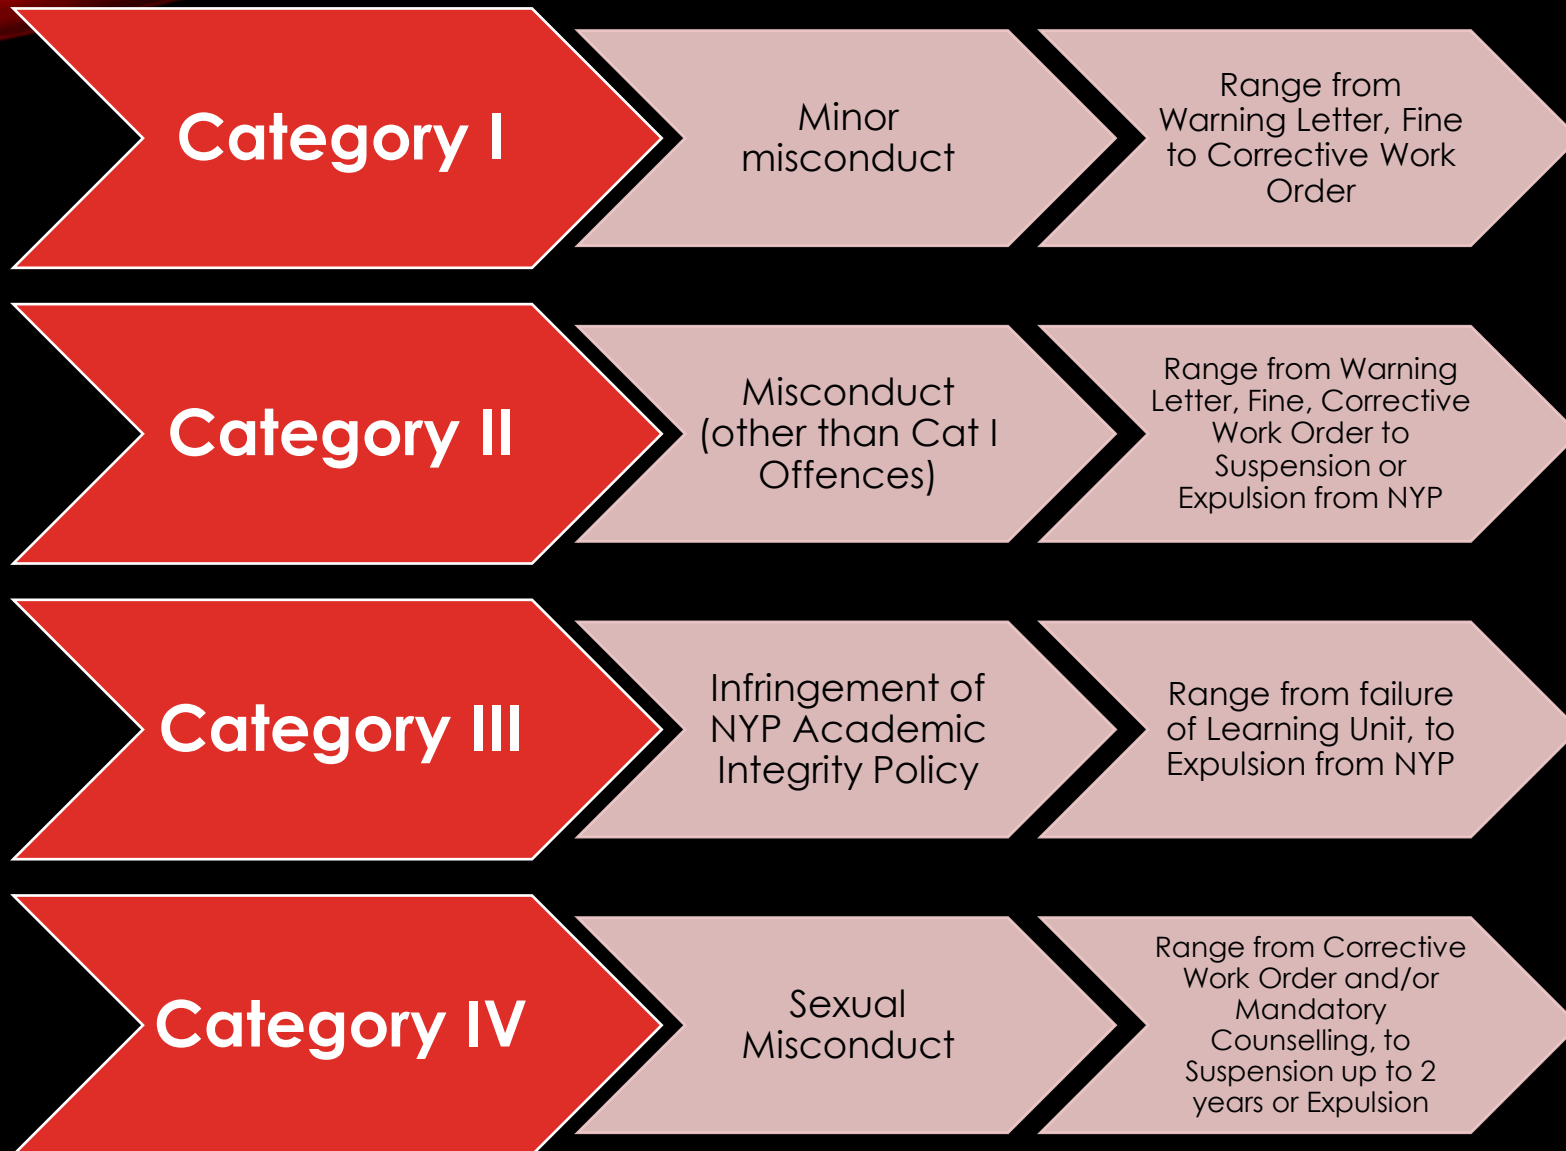 Category I
Minor
misconduct
Range from
Warning Letter, Fine
to Corrective Work
Order
Category II
Misconduct
(other than Cat I
Offences)
Range from Warning
Letter, Fine, Corrective
Work Order to
Suspension or
Expulsion from NYP
Category III
Infringement of
NYP Academic
Integrity Policy
Range from failure
of Learning Unit, to
Expulsion from NYP
Category IV
Sexual
Misconduct
Range from Corrective
Work Order and/or
Mandatory
Counselling, to
Suspension up to 2
years or Expulsion